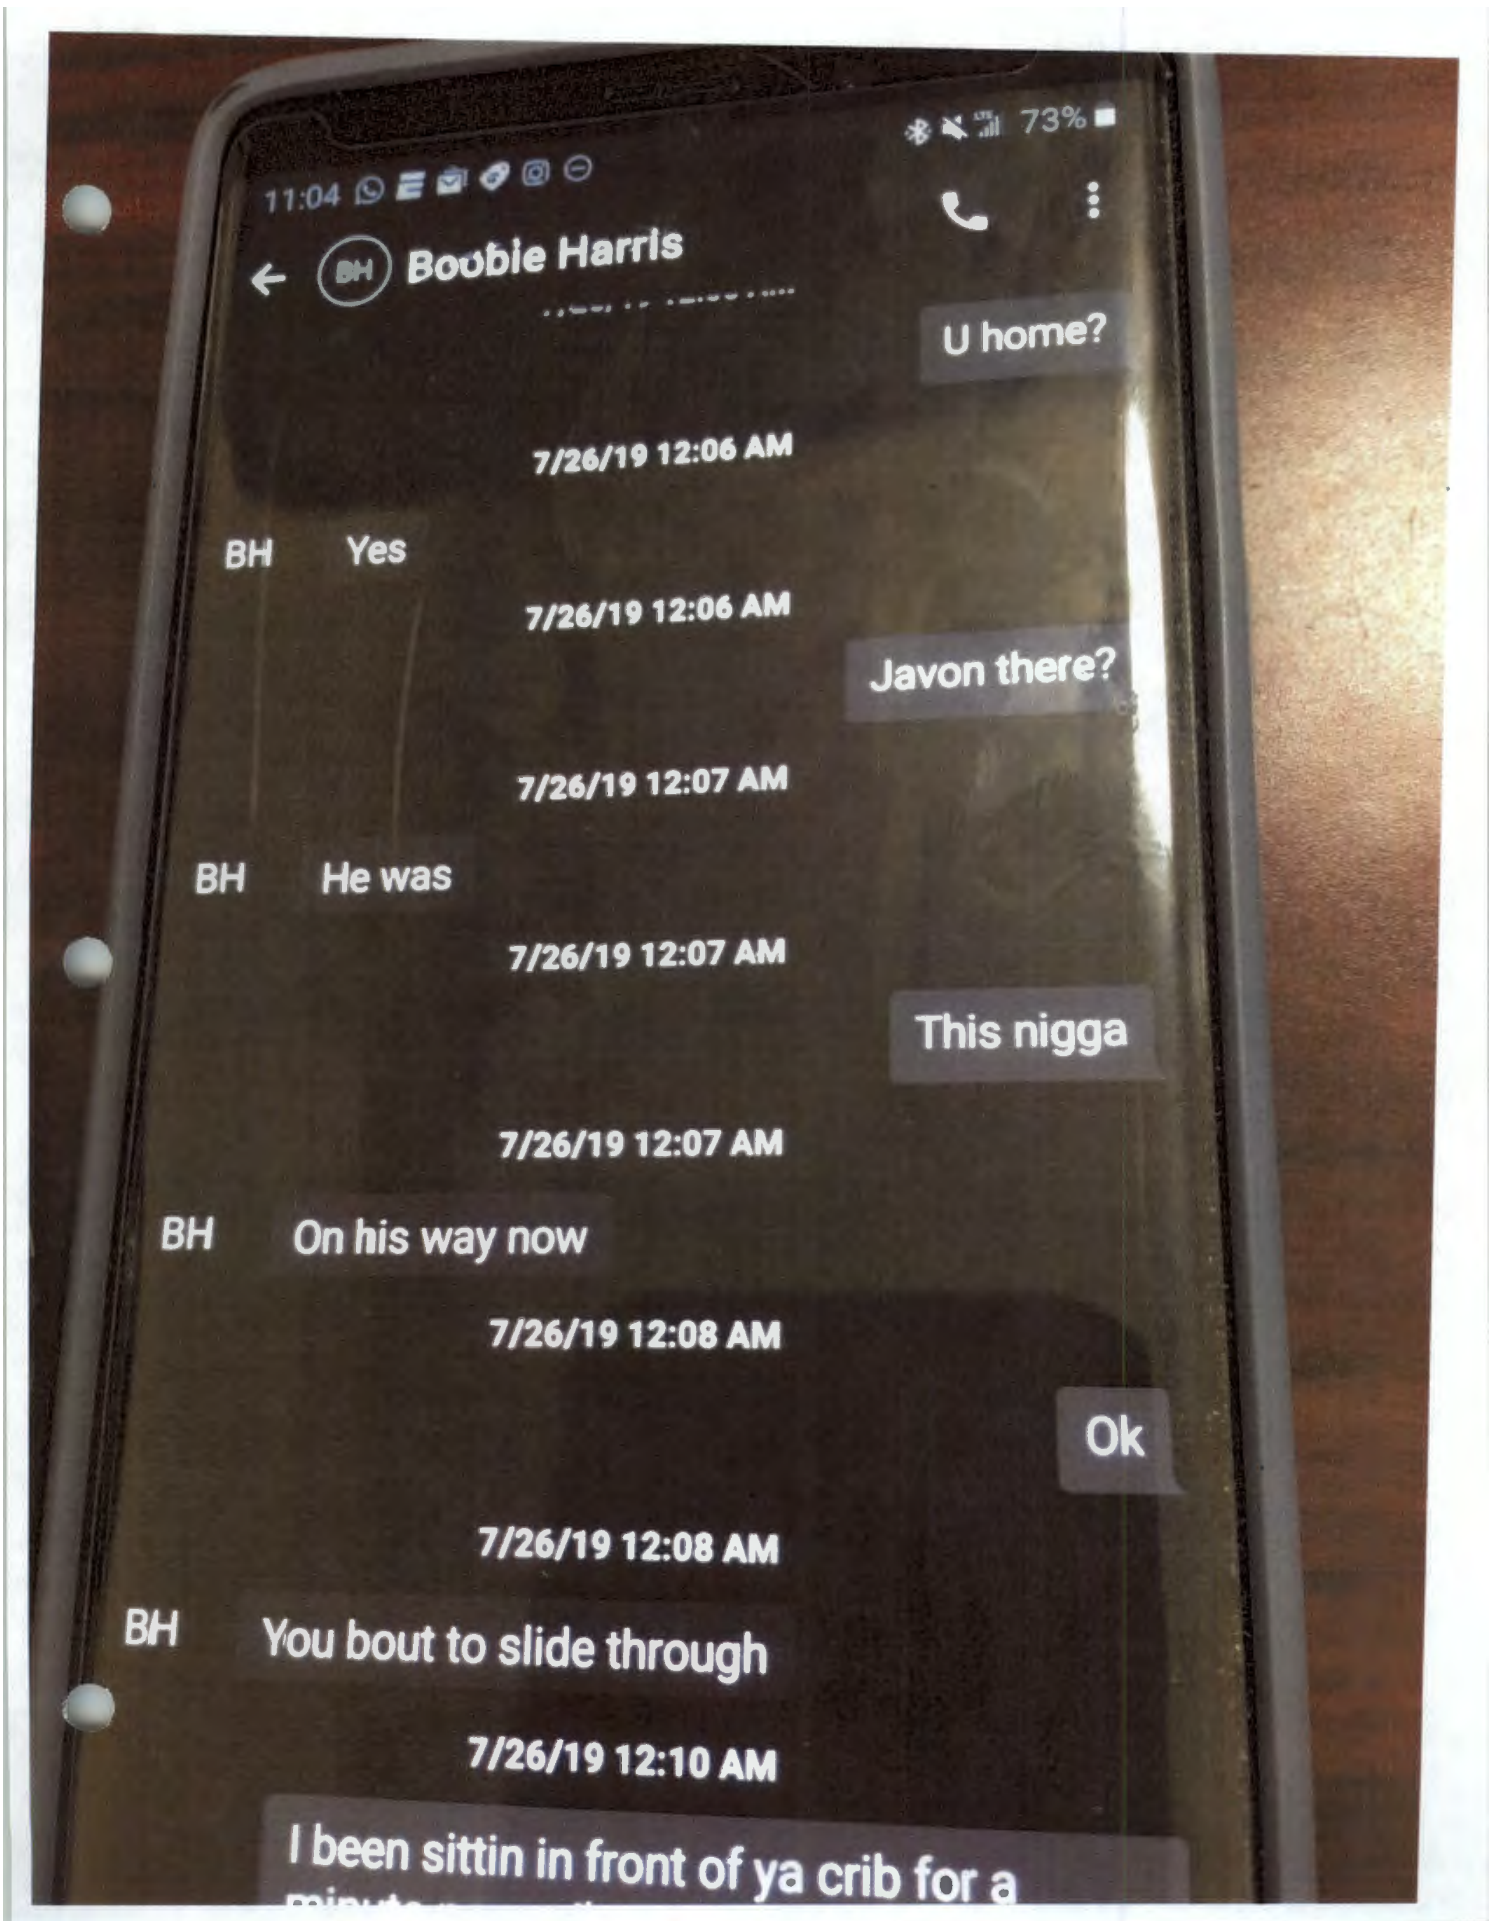 11:04
LTE 73%
BH Boobie Harris
U home?
7/26/19 12:06 AM
BH Yes
7/26/19 12:06 AM
Javon there?
7/26/19 12:07 AM
BH He was
7/26/19 12:07 AM
This nigga
7/26/19 12:07 AM
BH On his way now
7/26/19 12:08 AM
Ok
7/26/19 12:08 AM
BH You bout to slide through
7/26/19 12:10 AM
I been sittin in front of ya crib for a